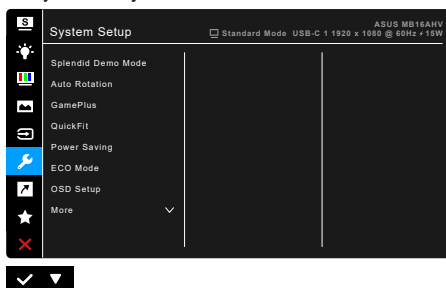 S
System Setup
ASUS MB16AHV
Standard Mode USB-C 1 1920 x 1080 @ 60Hz ⚡15W
Splendid Demo Mode
Auto Rotation
GamePlus
QuickFit
Power Saving
ECO Mode
OSD Setup
More